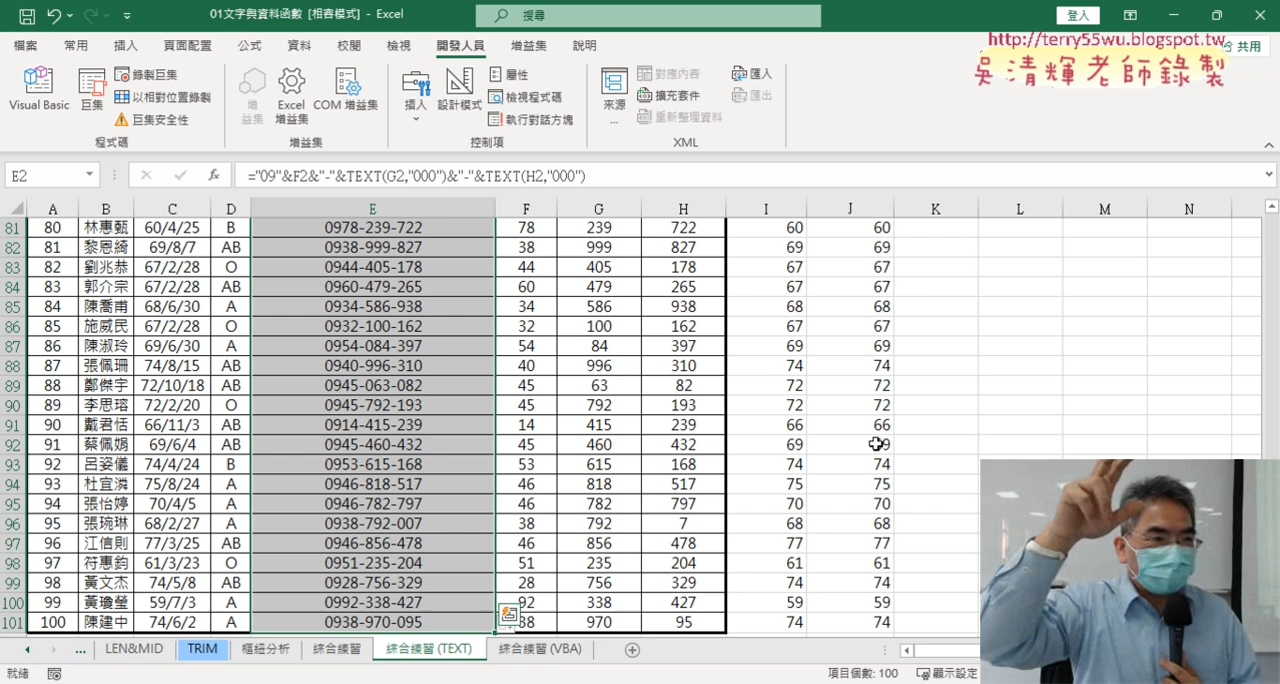 01文字與資料函數 [相容模式] - Excel
搜尋
登入
檔案 常用 插入 頁面配置 公式 資料 校閱 檢視 開發人員 增益集 說明
共用
http://terry55wu.blogspot.tw
吳清輝老師錄製
Visual Basic
巨集
錄製巨集
以相對位置錄製
巨集安全性
程式碼
增益集
Excel 增益集
COM 增益集
增益集
插入
設計模式
屬性
檢視程式碼
執行對話方塊
控制項
來源 ...
對應內容
擴充套件
重新整理資料
匯入
匯出
XML
E2
fx
="09"&F2&"-"&TEXT(G2,"000")&"-"&TEXT(H2,"000")
A B C D E F G H I J K L M N
81 80 林惠甄 60/4/25 B 0978-239-722 78 239 722 60 60
82 81 黎恩綺 69/8/7 AB 0938-999-827 38 999 827 69 69
83 82 劉兆恭 67/2/28 O 0944-405-178 44 405 178 67 67
84 83 郭介宗 67/2/28 AB 0960-479-265 60 479 265 67 67
85 84 陳喬甫 68/6/30 A 0934-586-938 34 586 938 68 68
86 85 施威民 67/2/28 O 0932-100-162 32 100 162 67 67
87 86 陳淑玲 69/6/30 A 0954-084-397 54 84 397 69 69
88 87 張佩珊 74/8/15 AB 0940-996-310 40 996 310 74 74
89 88 鄭傑宇 72/10/18 AB 0945-063-082 45 63 82 72 72
90 89 李思瑢 72/2/20 O 0945-792-193 45 792 193 72 72
91 90 戴君恬 66/11/3 AB 0914-415-239 14 415 239 66 66
92 91 蔡佩娟 69/6/4 AB 0945-460-432 45 460 432 69 69
93 92 呂姿儀 74/4/24 B 0953-615-168 53 615 168 74 74
94 93 杜宜濱 75/8/24 A 0946-818-517 46 818 517 75 75
95 94 張怡婷 70/4/5 A 0946-782-797 46 782 797 70 70
96 95 張琬琳 68/2/27 A 0938-792-007 38 792 7 68 68
97 96 江信則 77/3/25 AB 0946-856-478 46 856 478 77 77
98 97 符惠鈞 61/3/23 O 0951-235-204 51 235 204 61 61
99 98 黃文杰 74/5/8 AB 0928-756-329 28 756 329 74 74
100 99 黃瓊瑩 59/7/3 A 0992-338-427 92 338 427 59 59
101 100 陳建中 74/6/2 A 0938-970-095 38 970 95 74 74
... LEN&MID TRIM 樞紐分析 綜合練習 綜合練習 (TEXT) 綜合練習 (VBA)
就緒
項目個數: 100
顯示設定